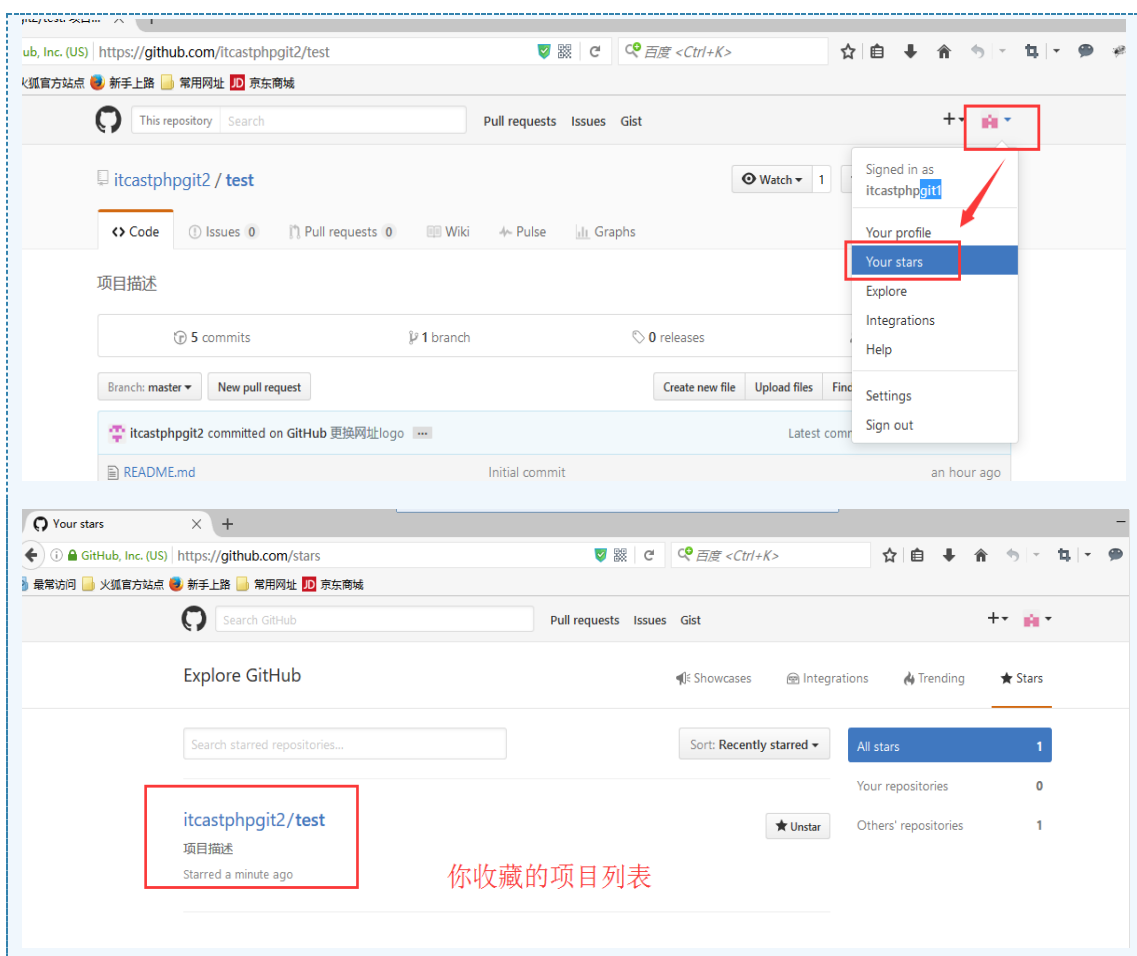 ub, Inc. (US) https://github.com/itcastphpgit2/test 百度 <Ctrl+K>
火狐官方站点 新手上路 常用网址 JD 京东商城
This repository Search Pull requests Issues Gist
Signed in as
itcastphpgit1
itcastphpgit2 / test Watch 1
Your profile
Code Issues 0 Pull requests 0 Wiki Pulse Graphs
Your stars
项目描述
Explore
Integrations
5 commits 1 branch 0 releases
Help
Branch: master New pull request Create new file Upload files Find
Settings
Sign out
itcastphpgit2 committed on GitHub 更换网址logo ... Latest comm
README.md Initial commit an hour ago
Your stars
GitHub, Inc. (US) https://github.com/stars 百度 <Ctrl+K>
最常访问 火狐官方站点 新手上路 常用网址 JD 京东商城
Search GitHub Pull requests Issues Gist
Explore GitHub Showcases Integrations Trending Stars
Search starred repositories... Sort: Recently starred All stars 1
Your repositories 0
itcastphpgit2/test Unstar Others' repositories 1
项目描述
Starred a minute ago 你收藏的项目列表